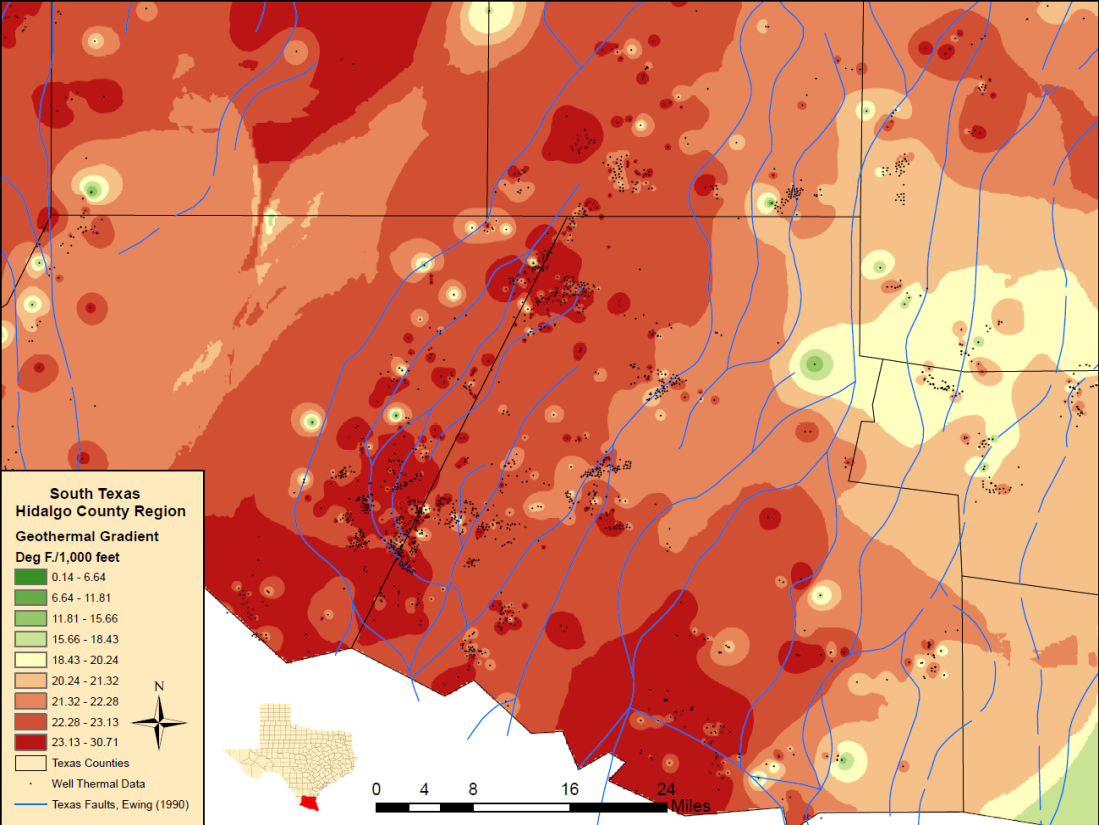 South Texas
Hidalgo County Region
Geothermal Gradient
Deg F./1,000 feet
0.14 - 6.64
6.64 - 11.81
11.81 - 15.66
15.66 - 18.43
18.43 - 20.24
20.24 - 21.32
21.32 - 22.28
22.28 - 23.13
23.13 - 30.71
Texas Counties
Well Thermal Data
Texas Faults, Ewing (1990)
N
0 4 8 16 24
Miles